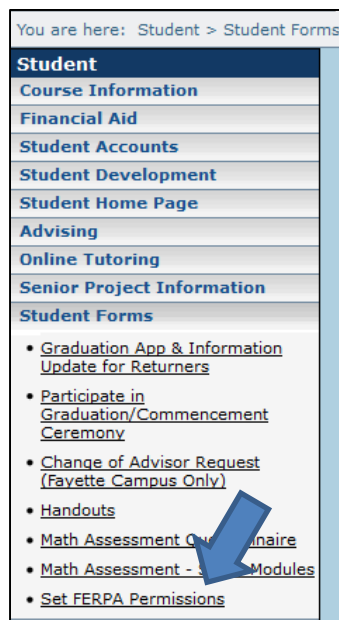 You are here: Student > Student Forms
Student
Course Information
Financial Aid
Student Accounts
Student Development
Student Home Page
Advising
Online Tutoring
Senior Project Information
Student Forms
• Graduation App & Information
Update for Returners
• Participate in
Graduation/Commencement
Ceremony
• Change of Advisor Request
(Fayette Campus Only)
• Handouts
• Math Assessment
• Math Assessment - Modules
• Set FERPA Permissions